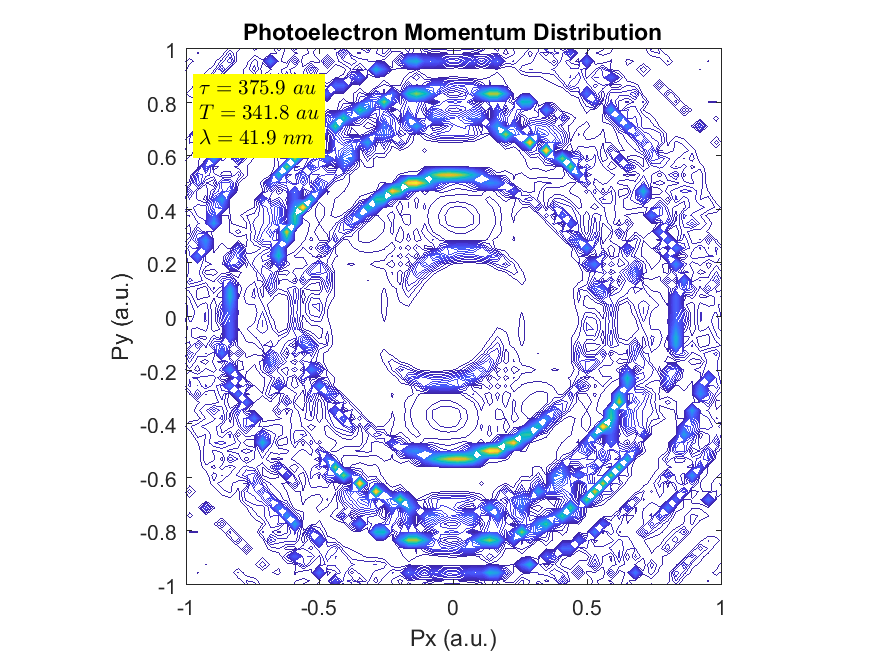 Photoelectron Momentum Distribution
τ = 375.9 au
T = 341.8 au
λ = 41.9 nm
1
0.8
0.6
0.4
0.2
0
-0.2
-0.4
-0.6
-0.8
-1
Py (a.u.)
-1 -0.5 0 0.5 1
Px (a.u.)